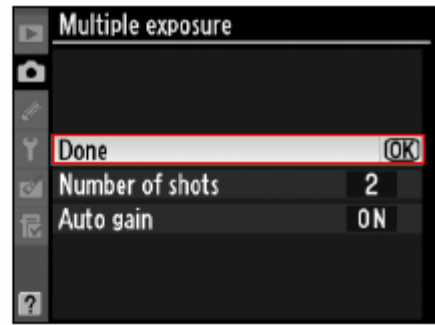 Multiple exposure
Done OK
Number of shots 2
Auto gain ON
?